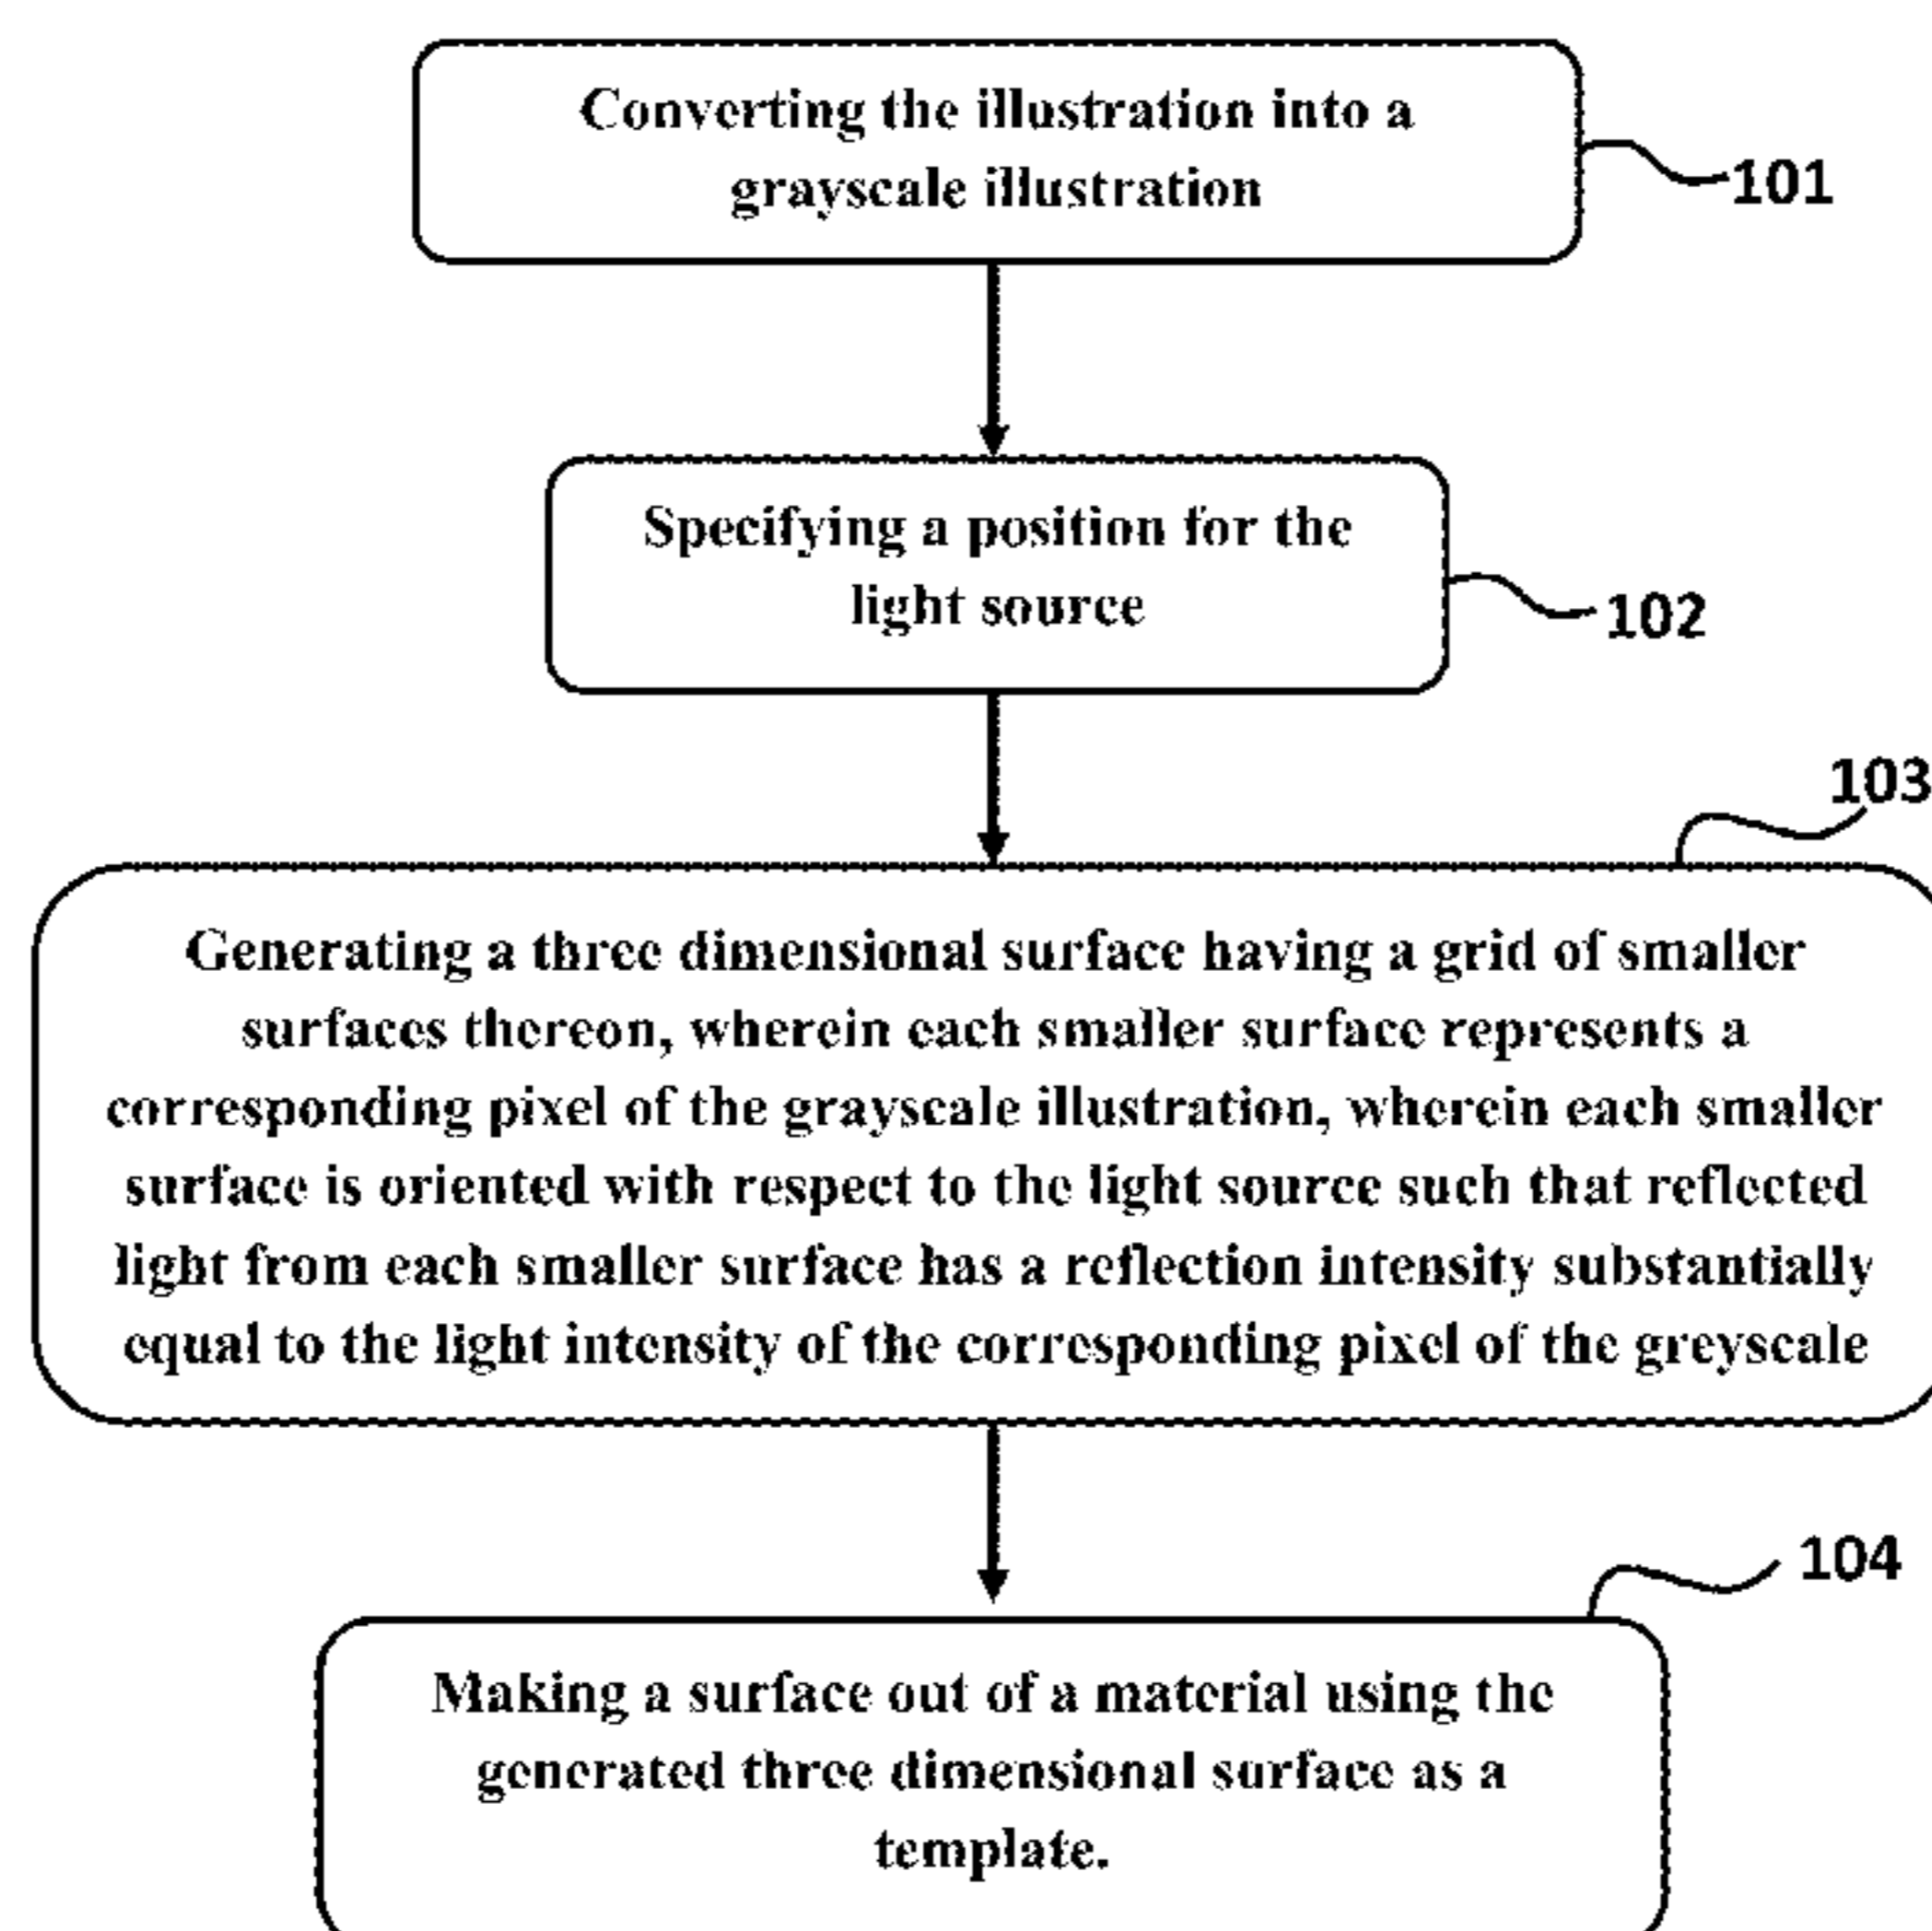 Converting the illustration into a
grayscale illustration
101
Specifying a position for the
light source
102
103
Generating a three dimensional surface having a grid of smaller
surfaces thereon, wherein each smaller surface represents a
corresponding pixel of the grayscale illustration, wherein each smaller
surface is oriented with respect to the light source such that reflected
light from each smaller surface has a reflection intensity substantially
equal to the light intensity of the corresponding pixel of the greyscale
104
Making a surface out of a material using the
generated three dimensional surface as a
template.